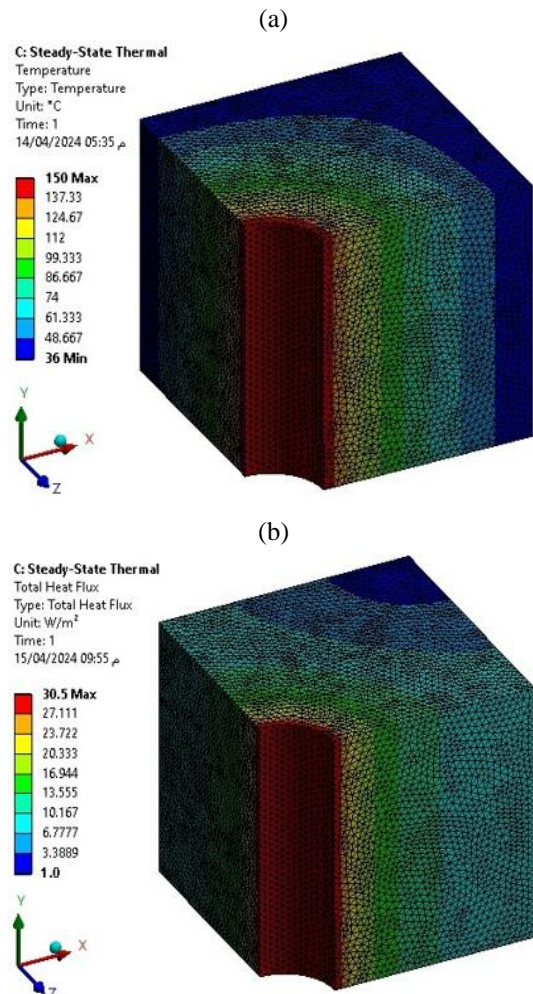 (a)
C: Steady-State Thermal
Temperature
Type: Temperature
Unit: °C
Time: 1
14/04/2024 05:35 م
150 Max
137.33
124.67
112
99.333
86.667
74
61.333
48.667
36 Min
Y
X
Z
(b)
C: Steady-State Thermal
Total Heat Flux
Type: Total Heat Flux
Unit: W/m²
Time: 1
15/04/2024 09:55 م
30.5 Max
27.111
23.722
20.333
16.944
13.555
10.167
6.7777
3.3889
1.0
Y
X
Z